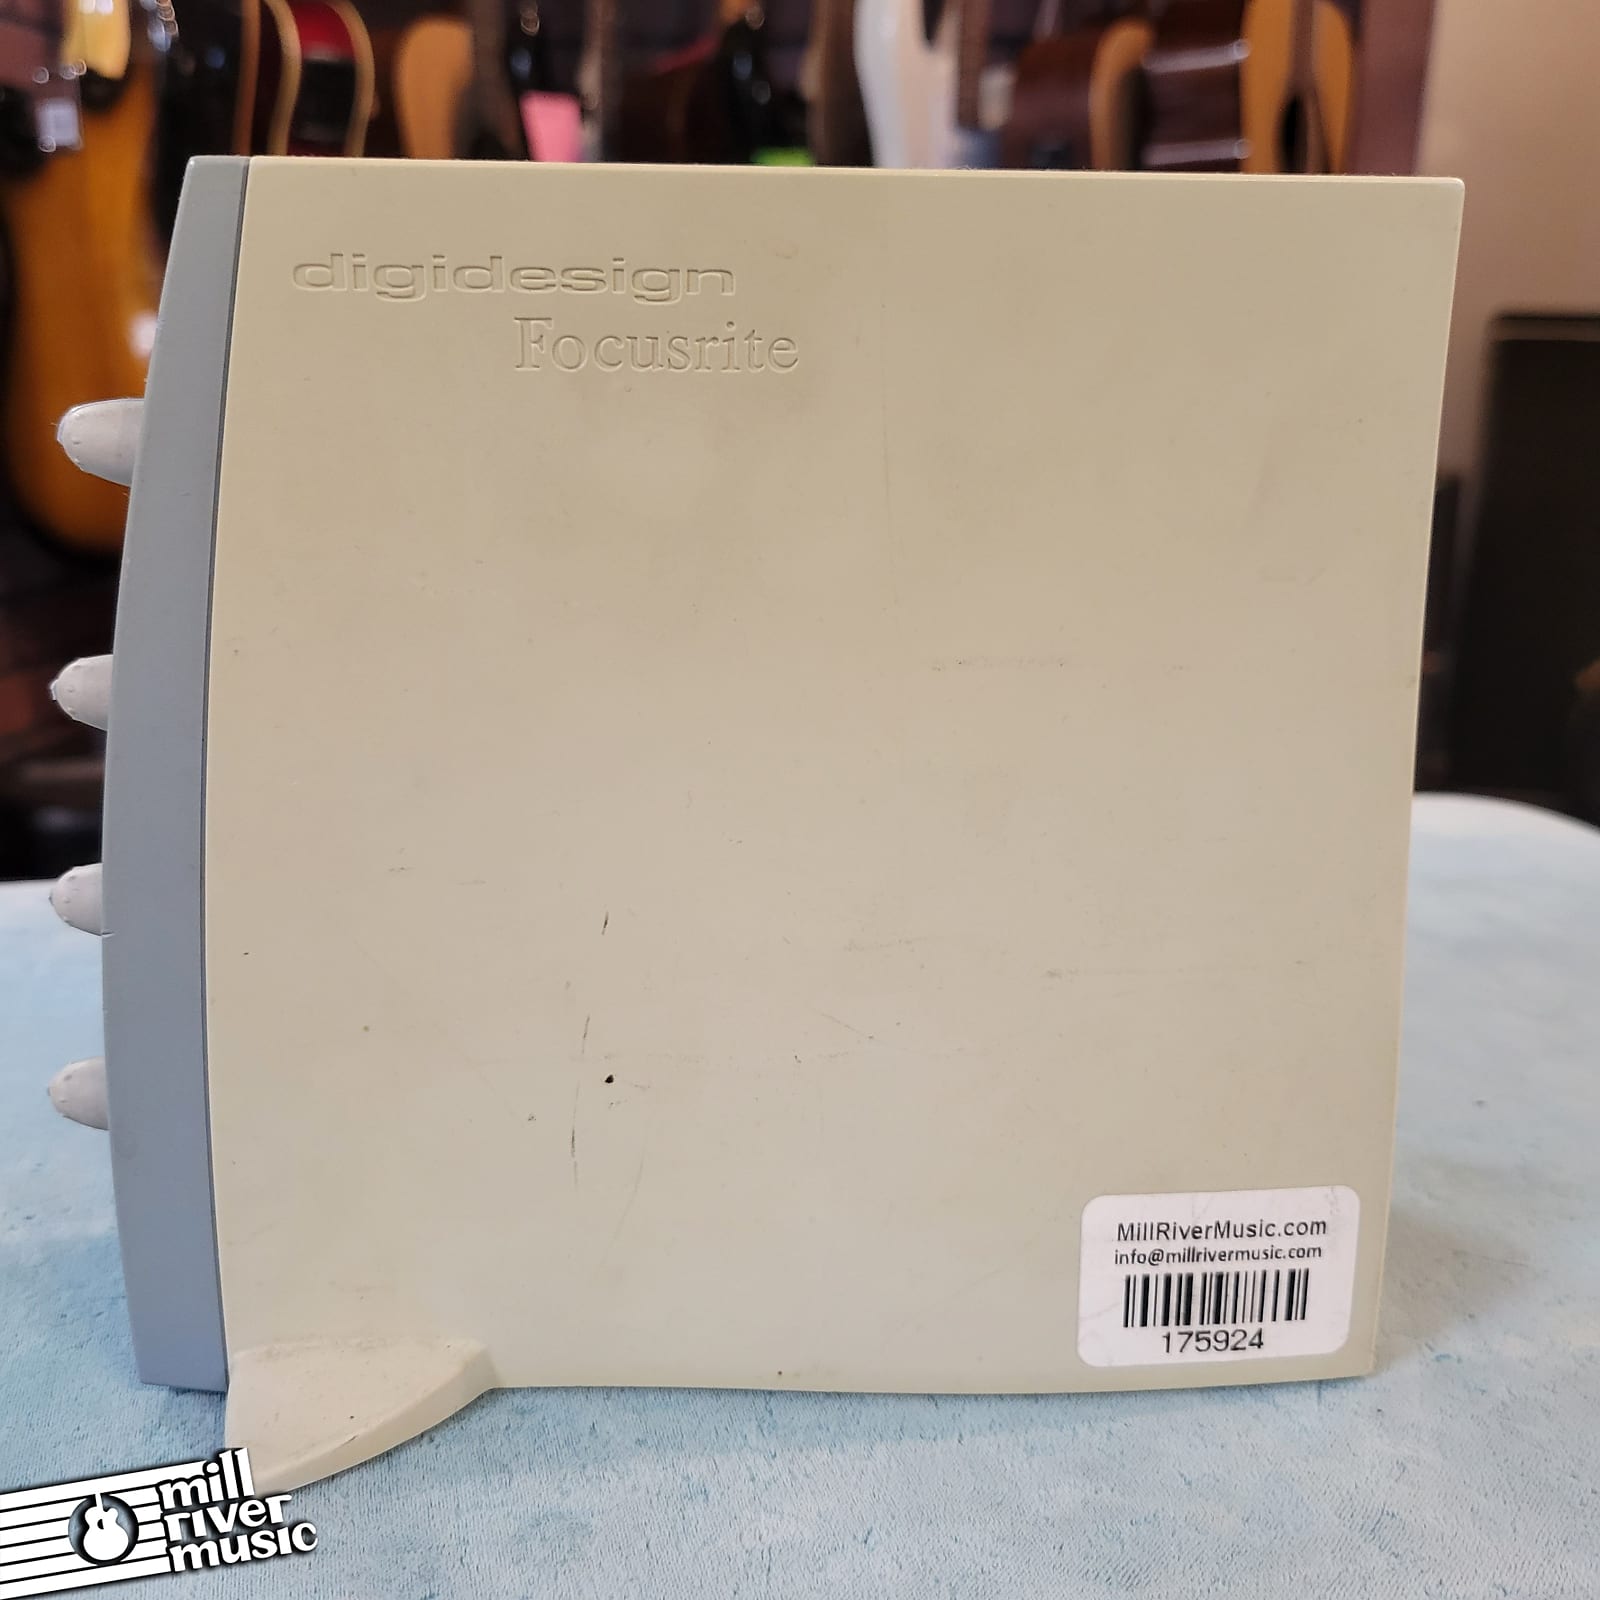 digidesign
Focusrite
MillRiverMusic.com
info@millrivermusic.com
175924
mill
river
music